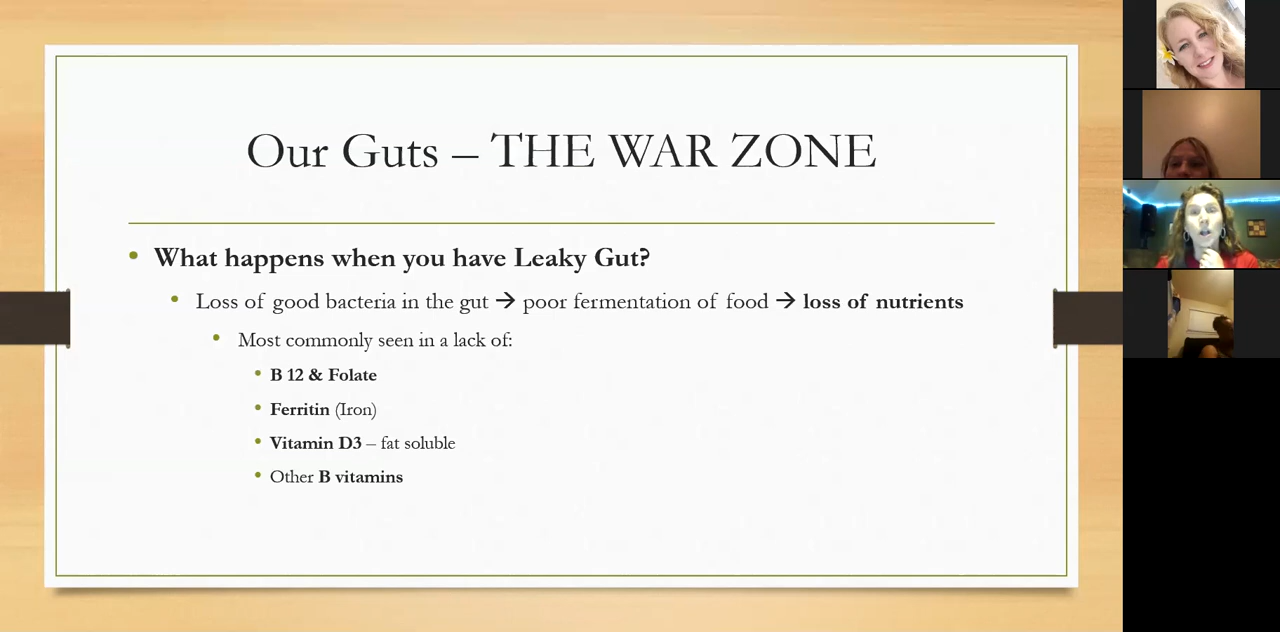 Our Guts – THE WAR ZONE
• What happens when you have Leaky Gut?
• Loss of good bacteria in the gut → poor fermentation of food → loss of nutrients
• Most commonly seen in a lack of:
• B 12 & Folate
• Ferritin (Iron)
• Vitamin D3 – fat soluble
• Other B vitamins